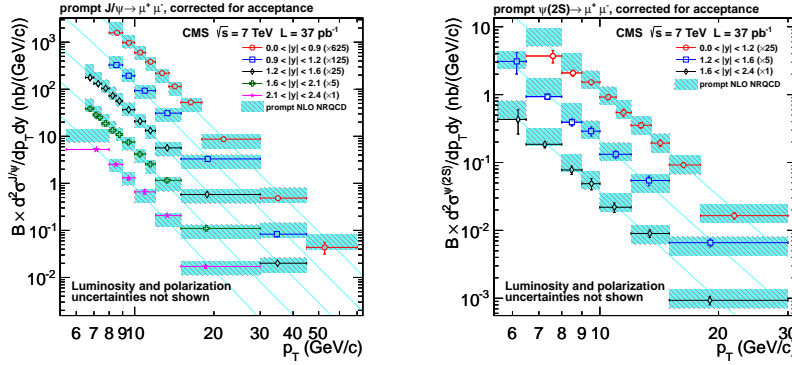 prompt J/ψ→ μ⁺ μ⁻, corrected for acceptance
CMS √s = 7 TeV L = 37 pb⁻¹
0.0 < |y| < 0.9 (×625)
0.9 < |y| < 1.2 (×125)
1.2 < |y| < 1.6 (×25)
1.6 < |y| < 2.1 (×5)
2.1 < |y| < 2.4 (×1)
prompt NLO NRQCD
B × d²σ^J/ψ/dp_T dy (nb/(GeV/c))
10³
10²
10
1
10⁻¹
10⁻²
Luminosity and polarization
uncertainties not shown
6 7 8 9 10 20 30 40 50
p_T (GeV/c)
prompt ψ(2S)→ μ⁺ μ⁻, corrected for acceptance
CMS √s = 7 TeV L = 37 pb⁻¹
0.0 < |y| < 1.2 (×25)
1.2 < |y| < 1.6 (×5)
1.6 < |y| < 2.4 (×1)
prompt NLO NRQCD
B × d²σ^ψ(2S)/dp_T dy (nb/(GeV/c))
10
1
10⁻¹
10⁻²
10⁻³
Luminosity and polarization
uncertainties not shown
6 7 8 9 10 20 30
p_T (GeV/c)